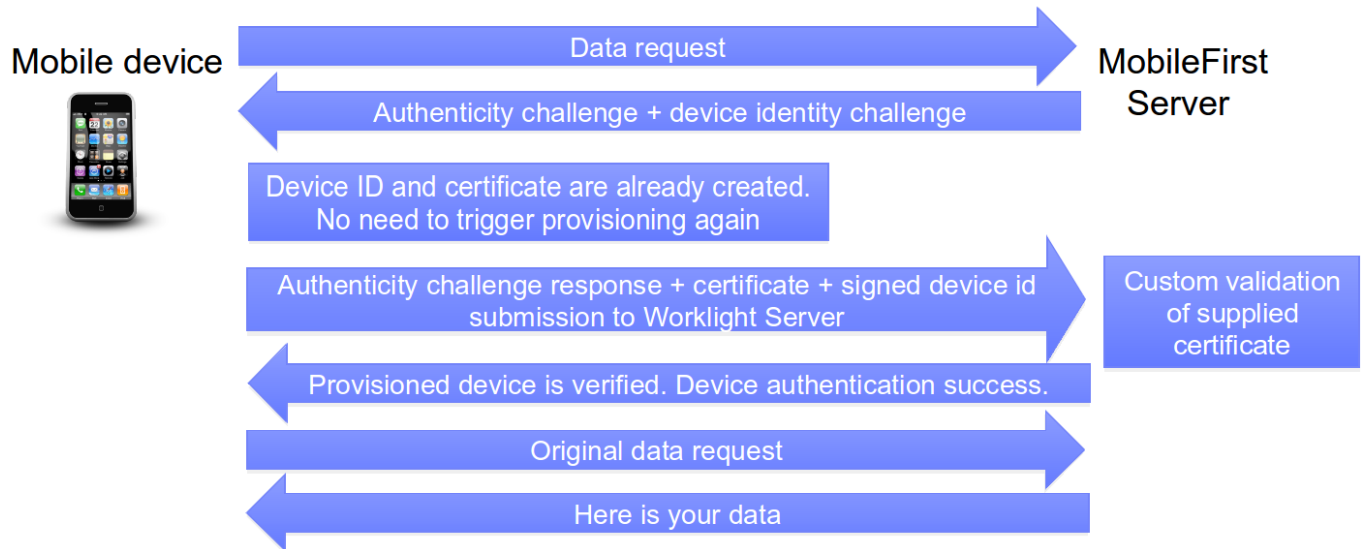 Mobile device
Data request
MobileFirst
Server
Authenticity challenge + device identity challenge
Device ID and certificate are already created.
No need to trigger provisioning again
Authenticity challenge response + certificate + signed device id
submission to Worklight Server
Custom validation
of supplied
certificate
Provisioned device is verified. Device authentication success.
Original data request
Here is your data